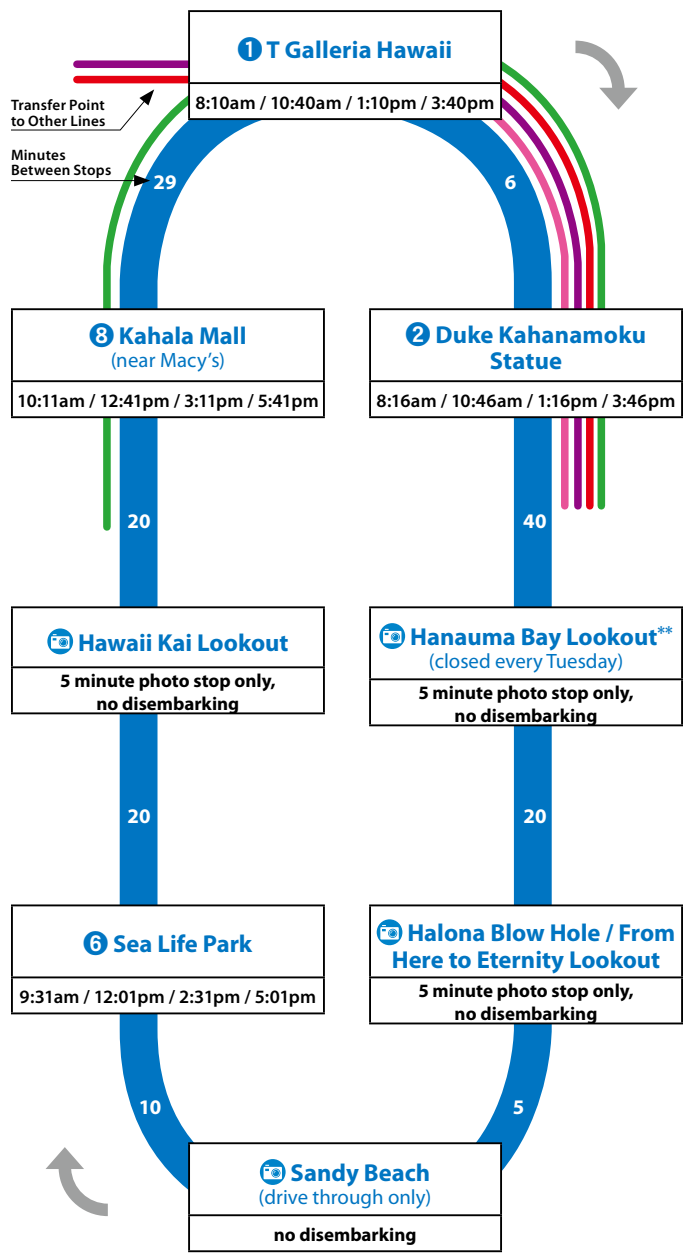 ❶ T Galleria Hawaii
8:10am / 10:40am / 1:10pm / 3:40pm
Transfer Point
to Other Lines
Minutes
Between Stops
29
6
❽ Kahala Mall
(near Macy's)
10:11am / 12:41pm / 3:11pm / 5:41pm
❷ Duke Kahanamoku
Statue
8:16am / 10:46am / 1:16pm / 3:46pm
20
40
Hawaii Kai Lookout
5 minute photo stop only,
no disembarking
Hanauma Bay Lookout**
(closed every Tuesday)
5 minute photo stop only,
no disembarking
20
20
❻ Sea Life Park
9:31am / 12:01pm / 2:31pm / 5:01pm
Halona Blow Hole / From
Here to Eternity Lookout
5 minute photo stop only,
no disembarking
10
5
Sandy Beach
(drive through only)
no disembarking